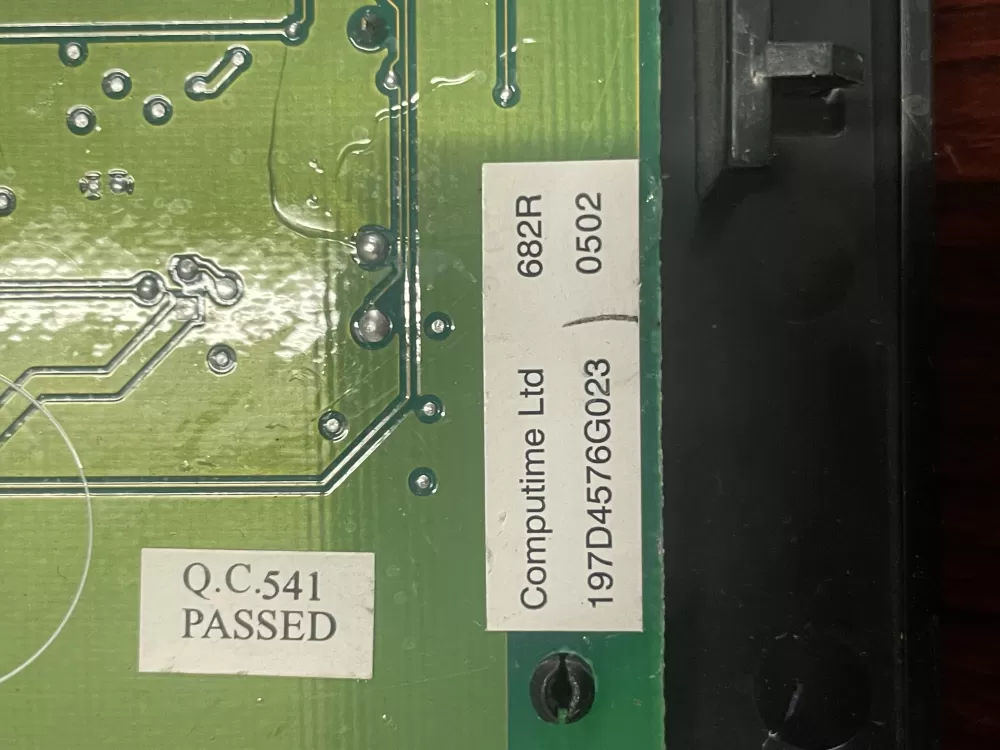 Computime Ltd 682R
197D4576G023 0502
Q.C.541
PASSED